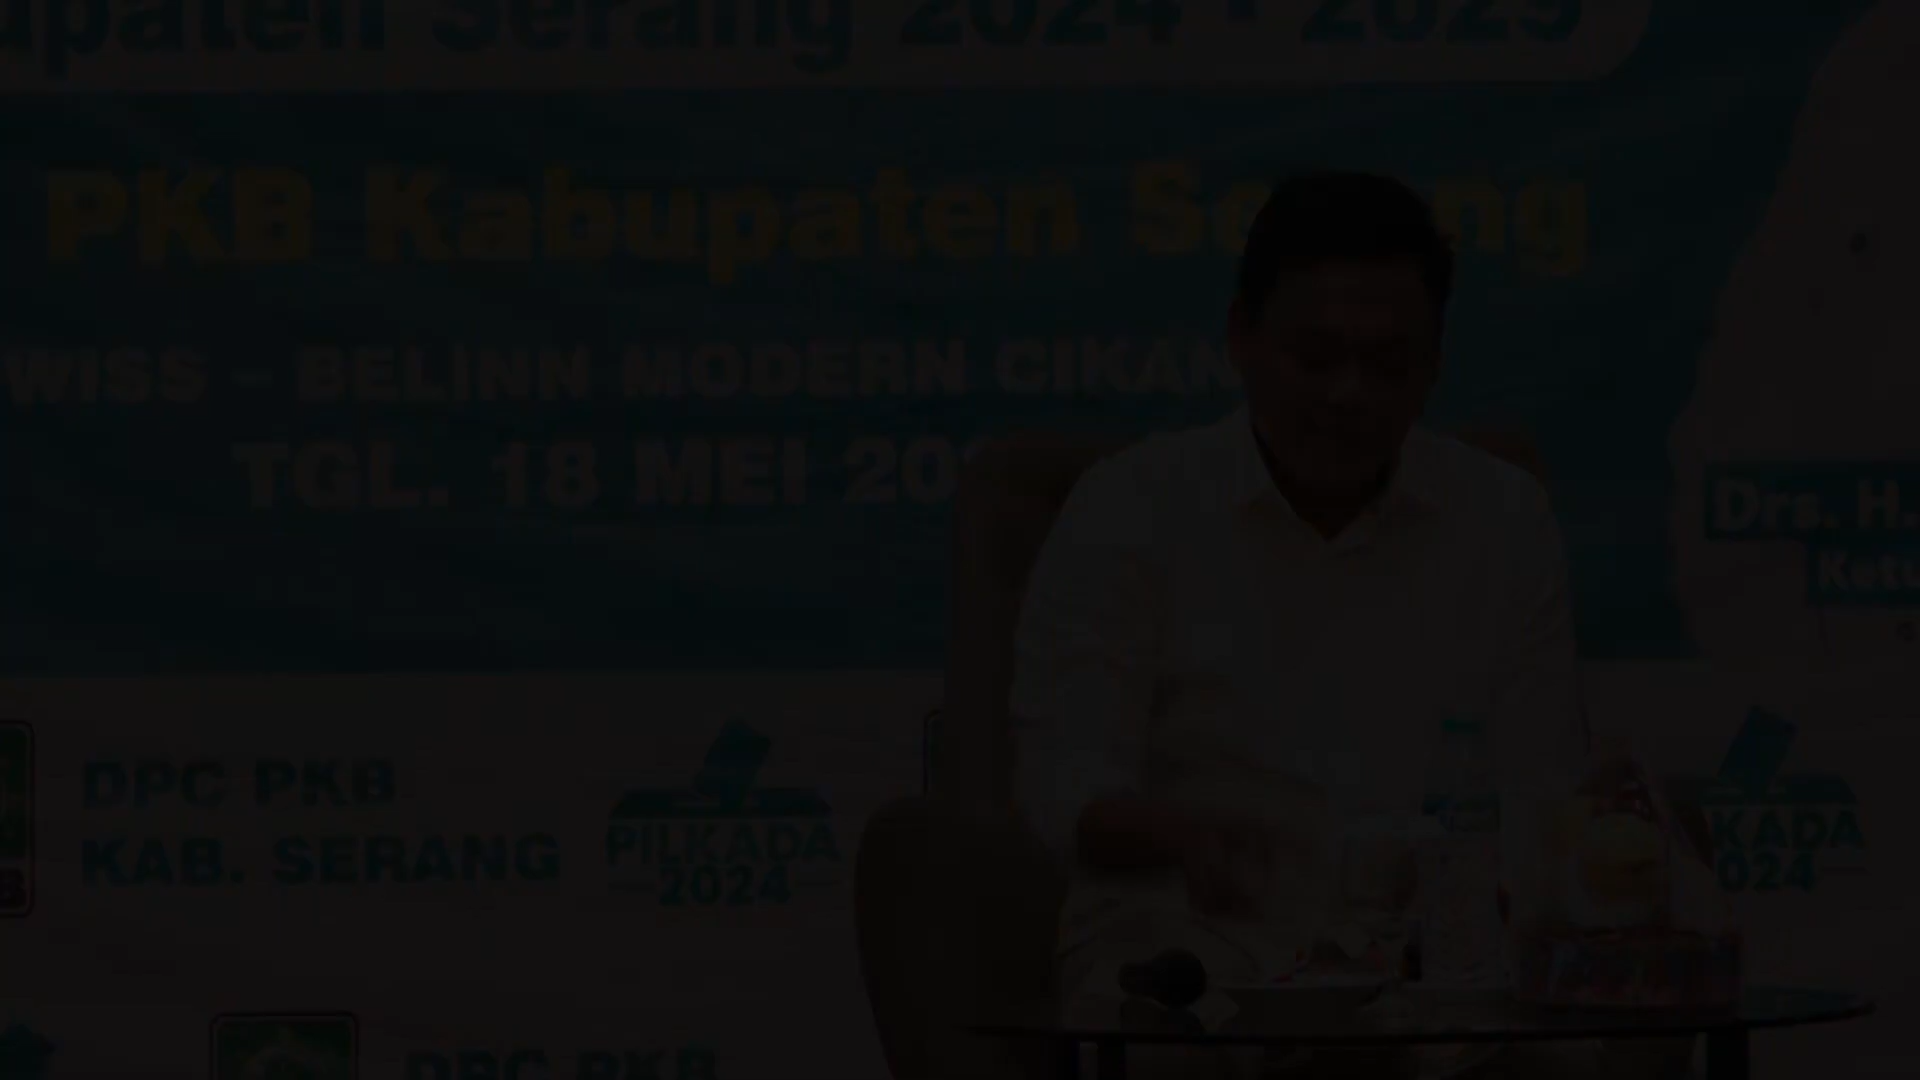 upaten Serang 2024 - 2029
PKB Kabupaten Se ng
WISS - BELINN MODERN CIKAN
TGL. 18 MEI 20
Drs. H.
Ketu
DPC PKB
KAB. SERANG
PILKADA
2024
KADA
024
B
DPC PKB